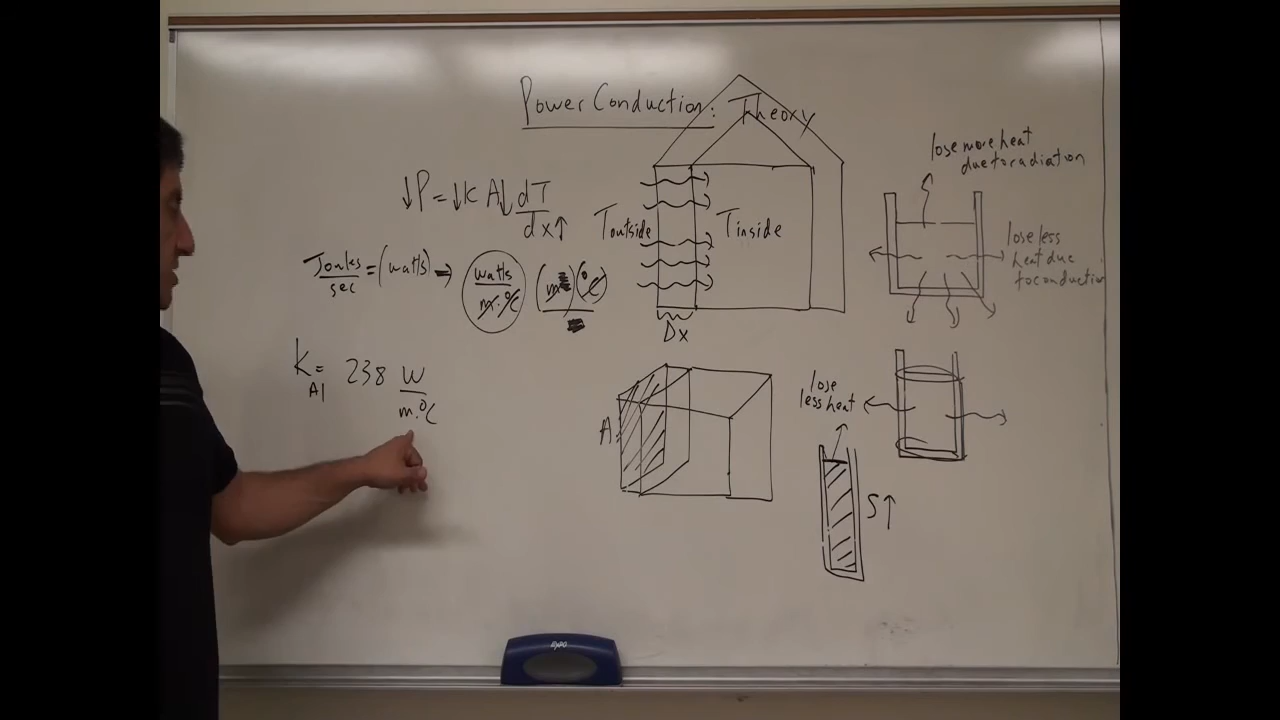 Power Conduction: Theory
↓P = ↓K A↓ dT
dx↑
Joules
sec
= (watts) →
watts
m·°C
(m)(°C)
K = 238 W
Al
m·°C
Toutside
Tinside
Dx
A
lose more heat
due to radiation
lose less
heat due
to conduction
lose
less heat
S↑
EXPO